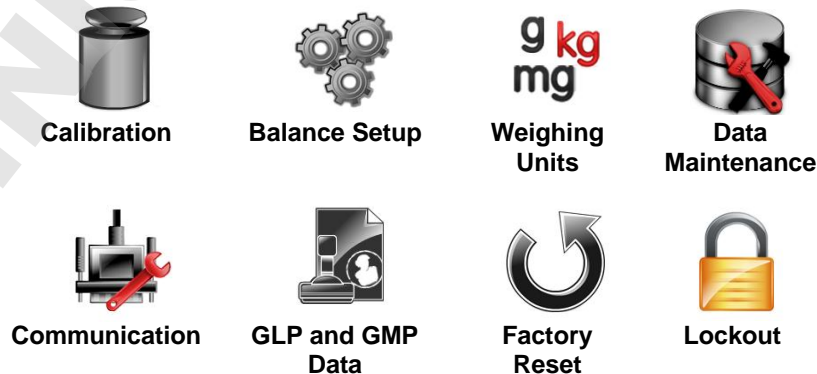 g kg
mg
Calibration
Balance Setup
Weighing
Units
Data
Maintenance
Communication
GLP and GMP
Data
Factory
Reset
Lockout